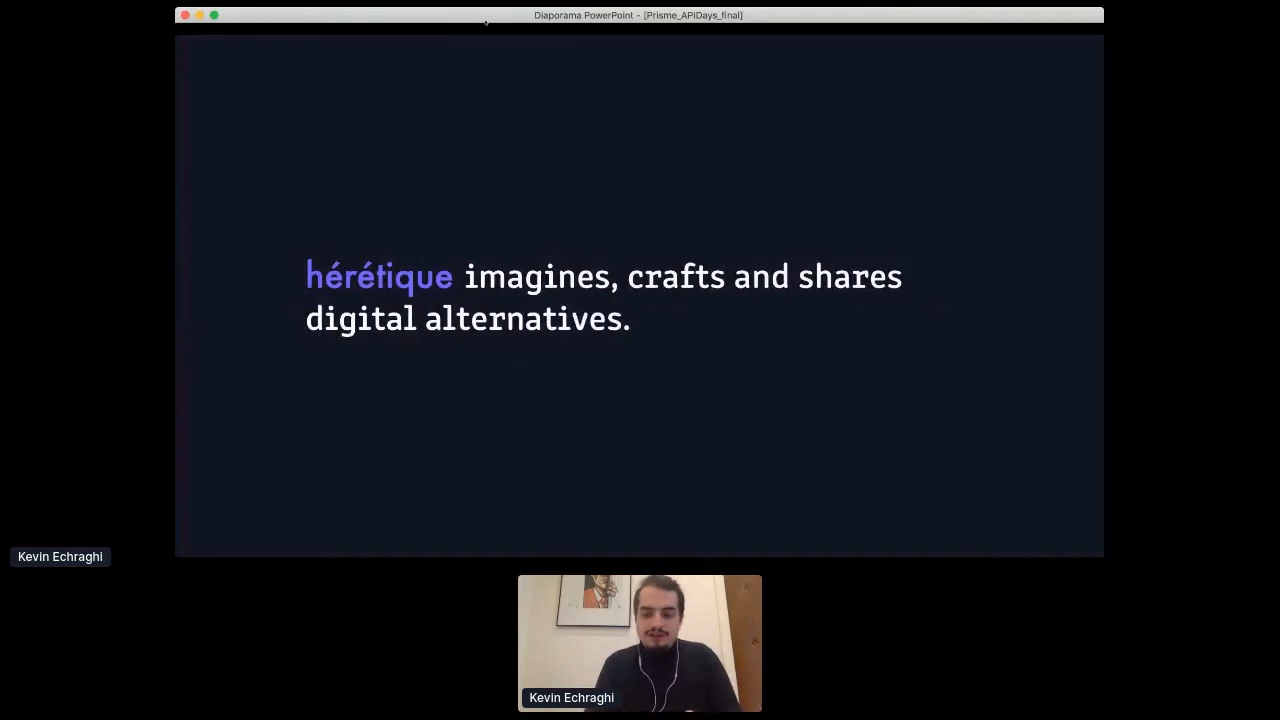 Diaporama PowerPoint - [Prisme_APIDays_final]
hérétique imagines, crafts and shares
digital alternatives.
Kevin Echraghi
Kevin Echraghi